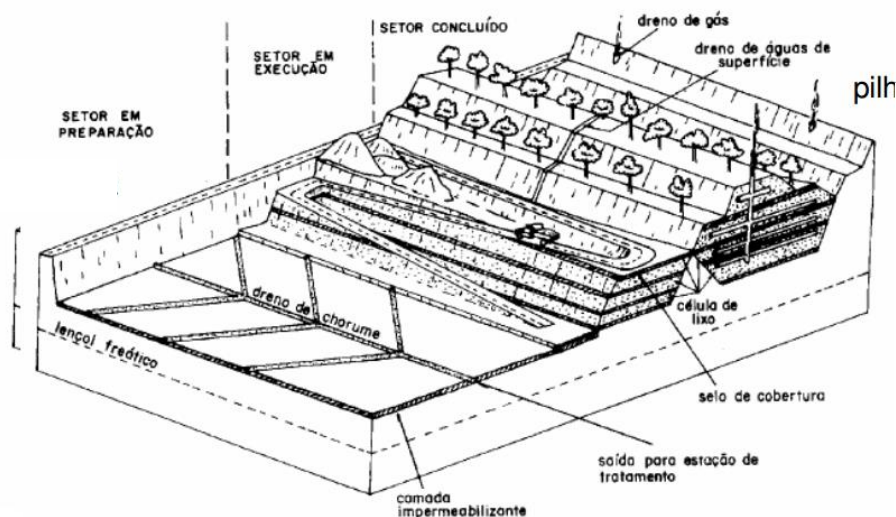 SETOR CONCLUÍDO
dreno de gás
dreno de águas de
superfície
SETOR EM
EXECUÇÃO
pilh
SETOR EM
PREPARAÇÃO
dreno de chorume
célula de
lixo
lençol freático
selo de cobertura
saída para estação de
tratamento
camada
impermeabilizante